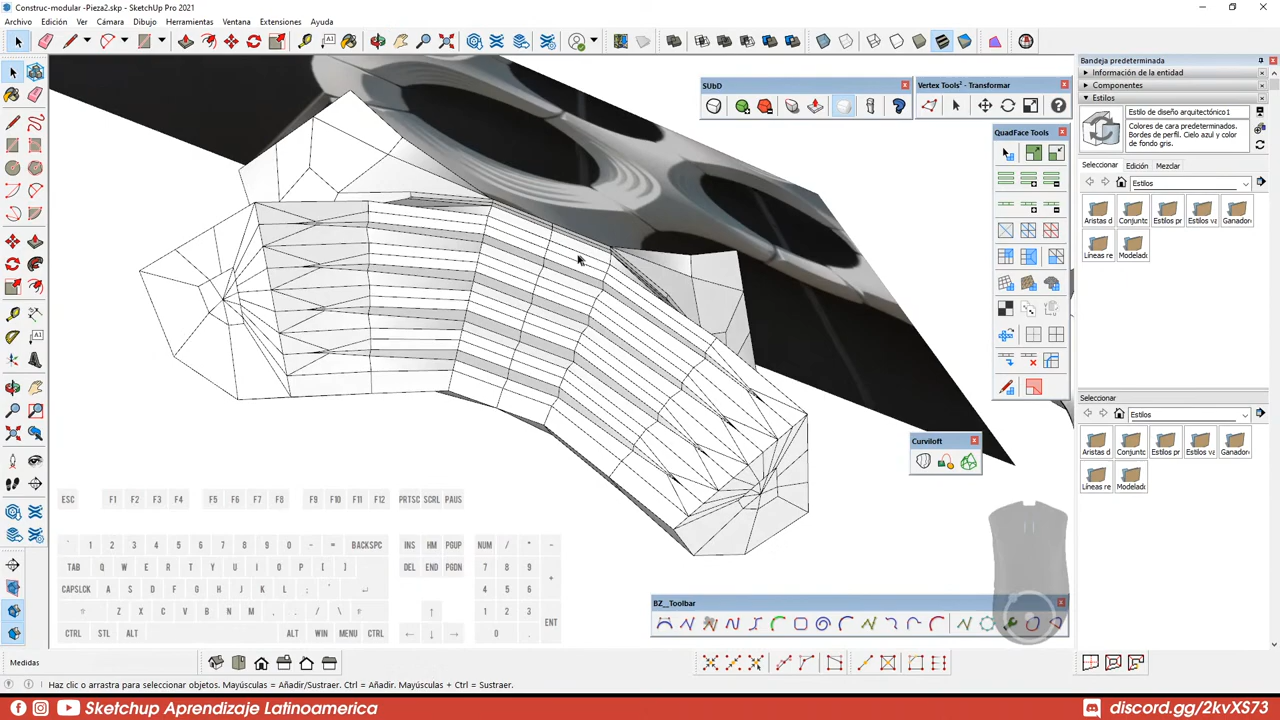 Construc-modular -Pieza2.skp - SketchUp Pro 2021
Archivo Edición Ver Cámara Dibujo Herramientas Ventana Extensiones Ayuda
Bandeja predeterminada
Información de la entidad
Componentes
Estilos
Estilo de diseño arquitectónico1
Colores de cara predeterminados.
Bordes de perfil. Cielo azul y color
de fondo gris.
Seleccionar Edición Mezclar
Estilos
Aristas d Conjunto Estilos pr Estilos va Ganador
Líneas re Modelad
Seleccionar
Estilos
Aristas d Conjunto Estilos pr Estilos va Ganador
Líneas re Modelad
SUbD
Vertex Tools² - Transformar
QuadFace Tools
Curviloft
BZ__Toolbar
ESC F1 F2 F3 F4 F5 F6 F7 F8 F9 F10 F11 F12 PRTSC SCRL PAUS
` 1 2 3 4 5 6 7 8 9 0 - = BACKSPC INS HM PGUP NUM / * -
TAB Q W E R T Y U I O P [ ] DEL END PGDN 7 8 9 +
CAPSLCK A S D F G H J K L ; ' 4 5 6
Z X C V B N M , . / ↑ 1 2 3 ENT
CTRL STL ALT ALT WIN MENU CTRL ← ↓ → 0 .
Medidas
Haz clic o arrastra para seleccionar objetos. Mayúsculas = Añadir/Sustraer. Ctrl = Añadir. Mayúsculas + Ctrl = Sustraer.
Sketchup Aprendizaje Latinoamerica
discord.gg/2kvXS73